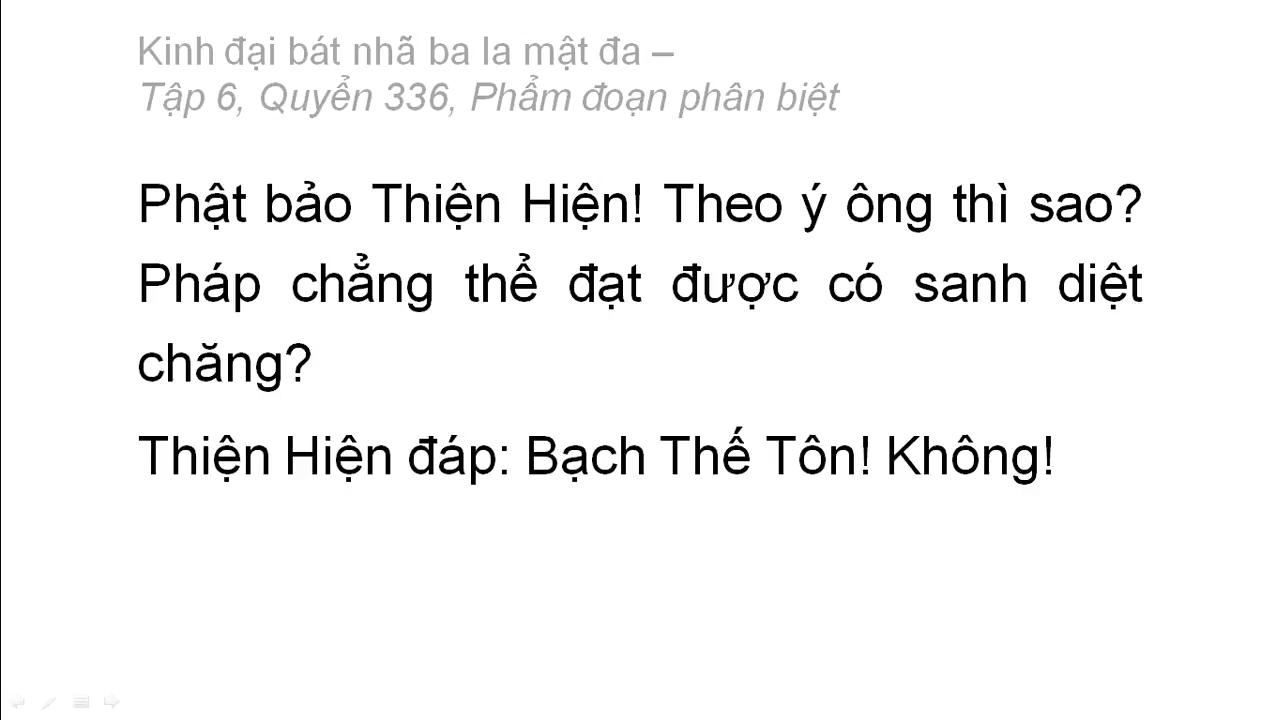 Kinh đại bát nhã ba la mật đa –
Tập 6, Quyển 336, Phẩm đoạn phân biệt
Phật bảo Thiện Hiện! Theo ý ông thì sao?
Pháp chẳng thể đạt được có sanh diệt
chăng?
Thiện Hiện đáp: Bạch Thế Tôn! Không!